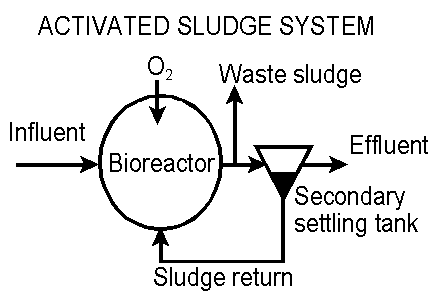 ACTIVATED SLUDGE SYSTEM
O₂
Waste sludge
Influent
Bioreactor
Effluent
Secondary
settling tank
Sludge return